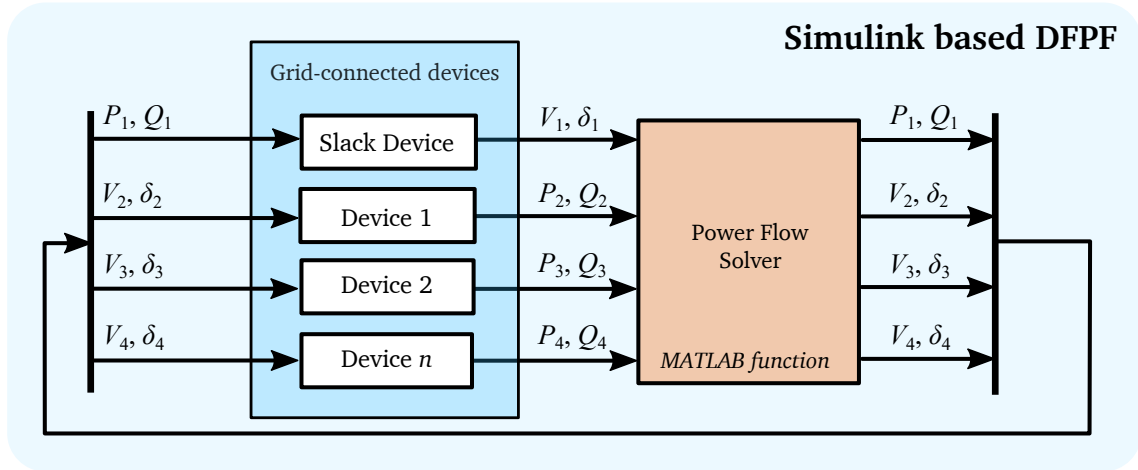 Simulink based DFPF
Grid-connected devices
P₁, Q₁
Slack Device
V₁, δ₁
P₁, Q₁
V₂, δ₂
Device 1
P₂, Q₂
V₂, δ₂
Power Flow
Solver
V₃, δ₃
Device 2
P₃, Q₃
V₃, δ₃
V₄, δ₄
Device n
P₄, Q₄
MATLAB function
V₄, δ₄